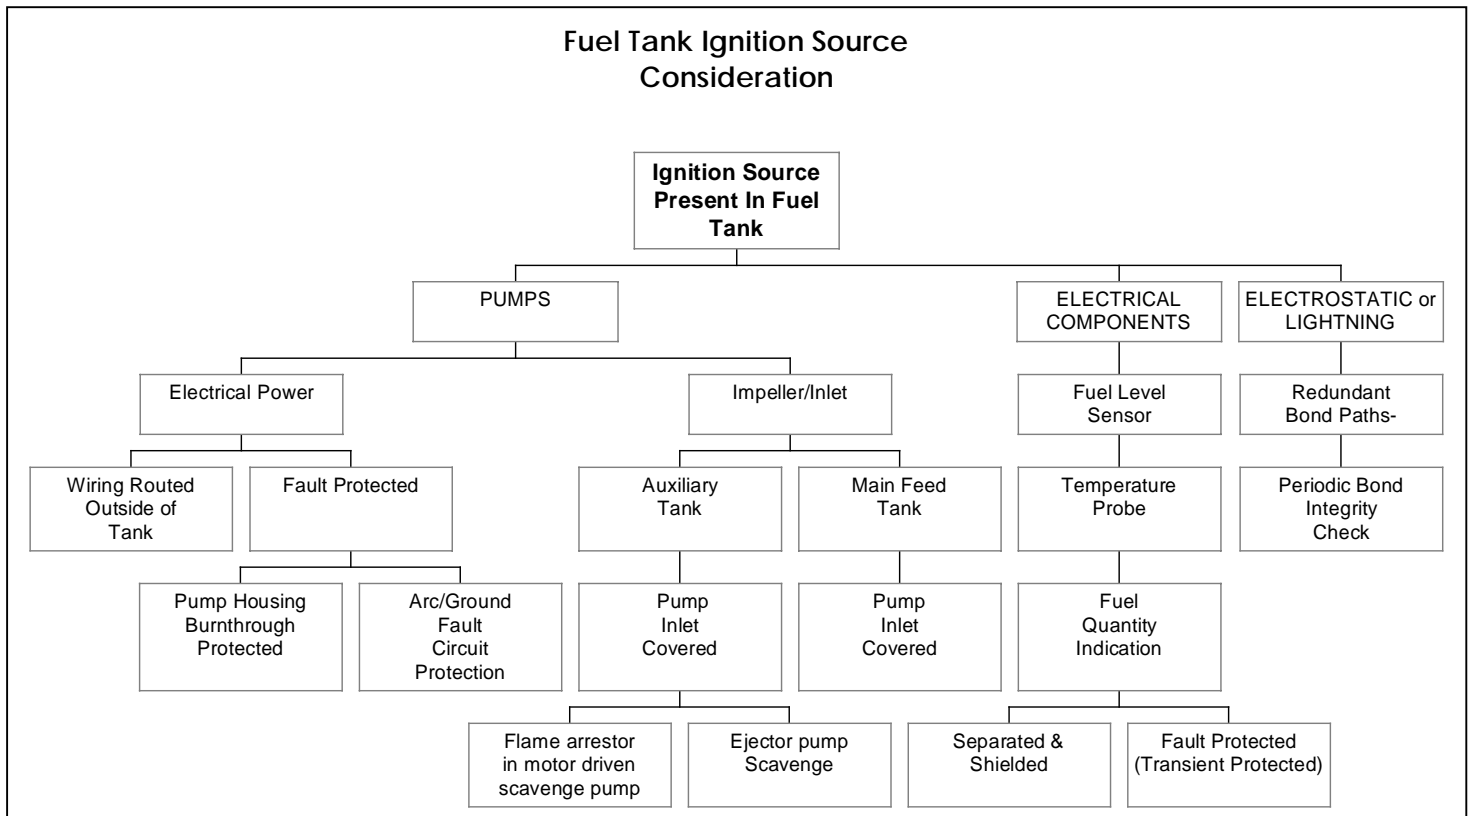 Fuel Tank Ignition Source
Consideration
Ignition Source
Present In Fuel
Tank
PUMPS
ELECTRICAL
COMPONENTS
ELECTROSTATIC or
LIGHTNING
Electrical Power
Impeller/Inlet
Fuel Level
Sensor
Redundant
Bond Paths-
Wiring Routed
Outside of
Tank
Fault Protected
Auxiliary
Tank
Main Feed
Tank
Temperature
Probe
Periodic Bond
Integrity
Check
Pump Housing
Burnthrough
Protected
Arc/Ground
Fault
Circuit
Protection
Pump
Inlet
Covered
Pump
Inlet
Covered
Fuel
Quantity
Indication
Flame arrestor
in motor driven
scavenge pump
Ejector pump
Scavenge
Separated &
Shielded
Fault Protected
(Transient Protected)